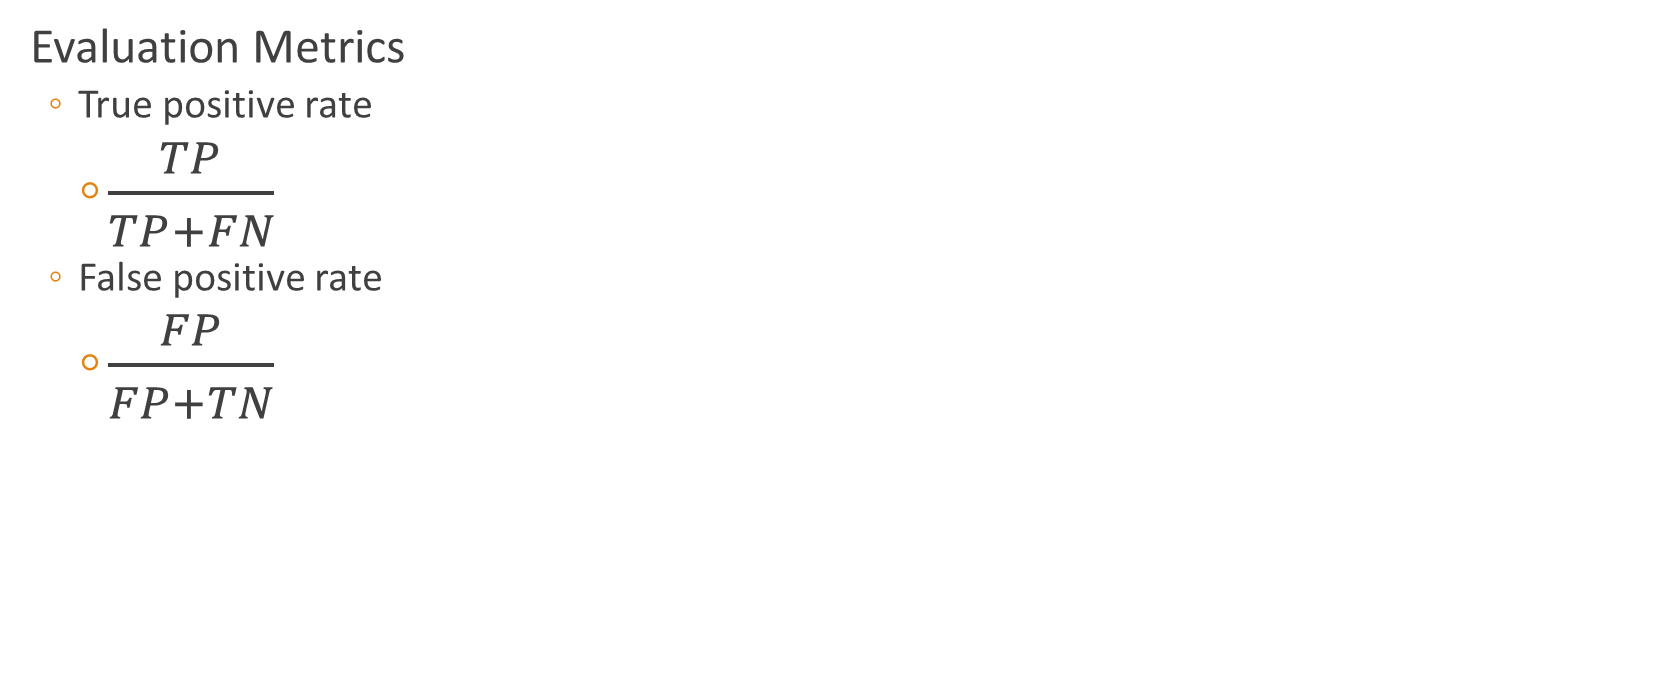 Evaluation Metrics
◦ True positive rate
TP
TP+FN
◦ False positive rate
FP
FP+TN